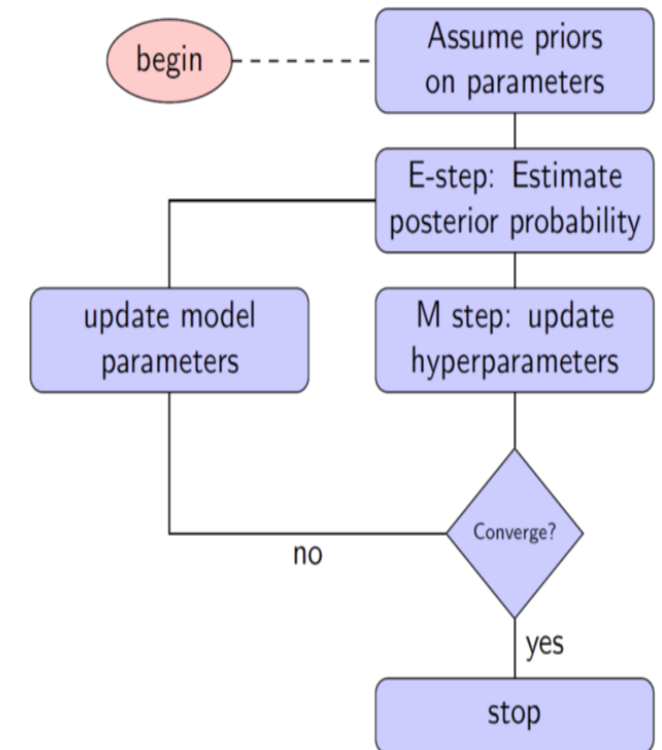 begin
Assume priors
on parameters
E-step: Estimate
posterior probability
update model
parameters
M step: update
hyperparameters
Converge?
no
yes
stop